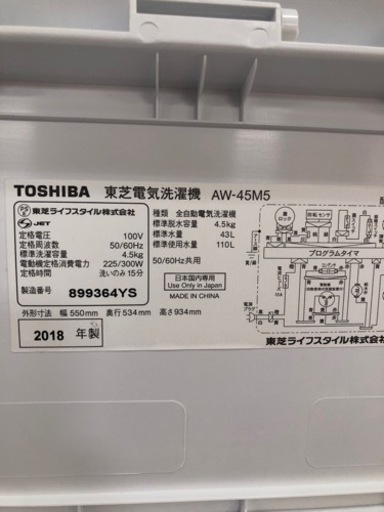 TOSHIBA 東芝電気洗濯機 AW-45M5
東芝ライフスタイル株式会社
JET
定格電圧 100V
定格周波数 50/60Hz
標準洗濯容量 4.5kg
電動機定格消費電力 225/300W
定格時間 洗いのみ 15分
製造番号 899364YS
種類 全自動電気洗濯機
標準脱水容量 4.5kg
標準水量 43L
標準使用水量 110L
50/60Hz共用
日本国内専用
Use Only in Japan
MADE IN CHINA
外形寸法 幅 550mm 奥行 534mm 高さ 934mm
2018 年製
プログラムタイマ
電源
プラグ
東芝ライフスタイル株式会社